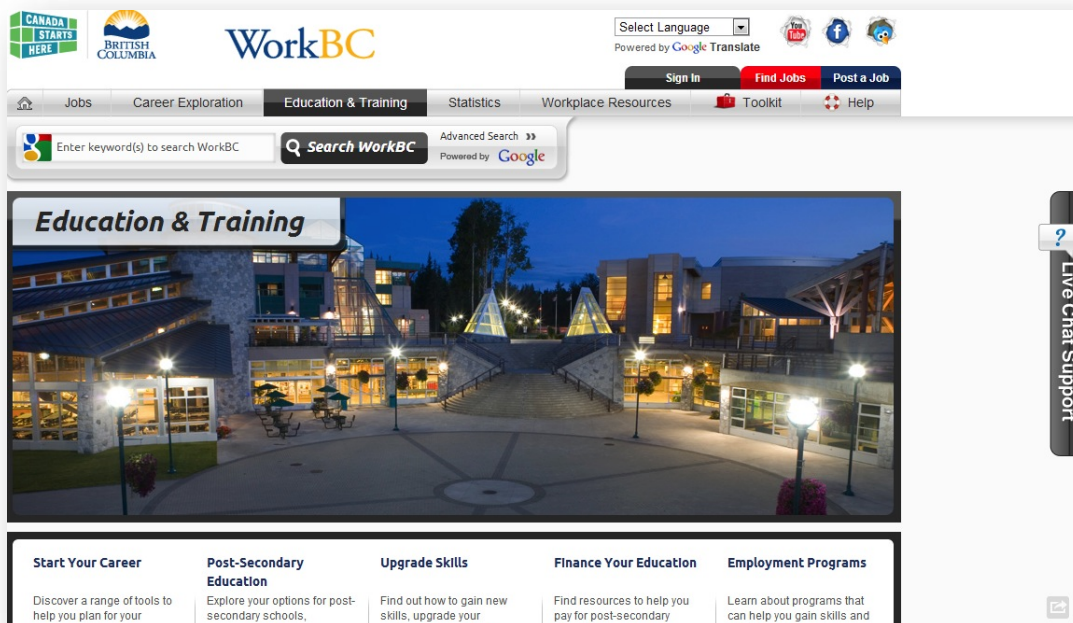 CANADA
STARTS
HERE
BRITISH
COLUMBIA
WorkBC
Select Language
Powered by Google Translate
You
Tube
f
Sign In
Find Jobs
Post a Job
Jobs
Career Exploration
Education & Training
Statistics
Workplace Resources
Toolkit
Help
Enter keyword(s) to search WorkBC
Search WorkBC
Advanced Search »
Powered by Google
Education & Training
?
Live Chat Support
Start Your Career
Discover a range of tools to
help you plan for your
Post-Secondary
Education
Explore your options for post-
secondary schools,
Upgrade Skills
Find out how to gain new
skills, upgrade your
Finance Your Education
Find resources to help you
pay for post-secondary
Employment Programs
Learn about programs that
can help you gain skills and